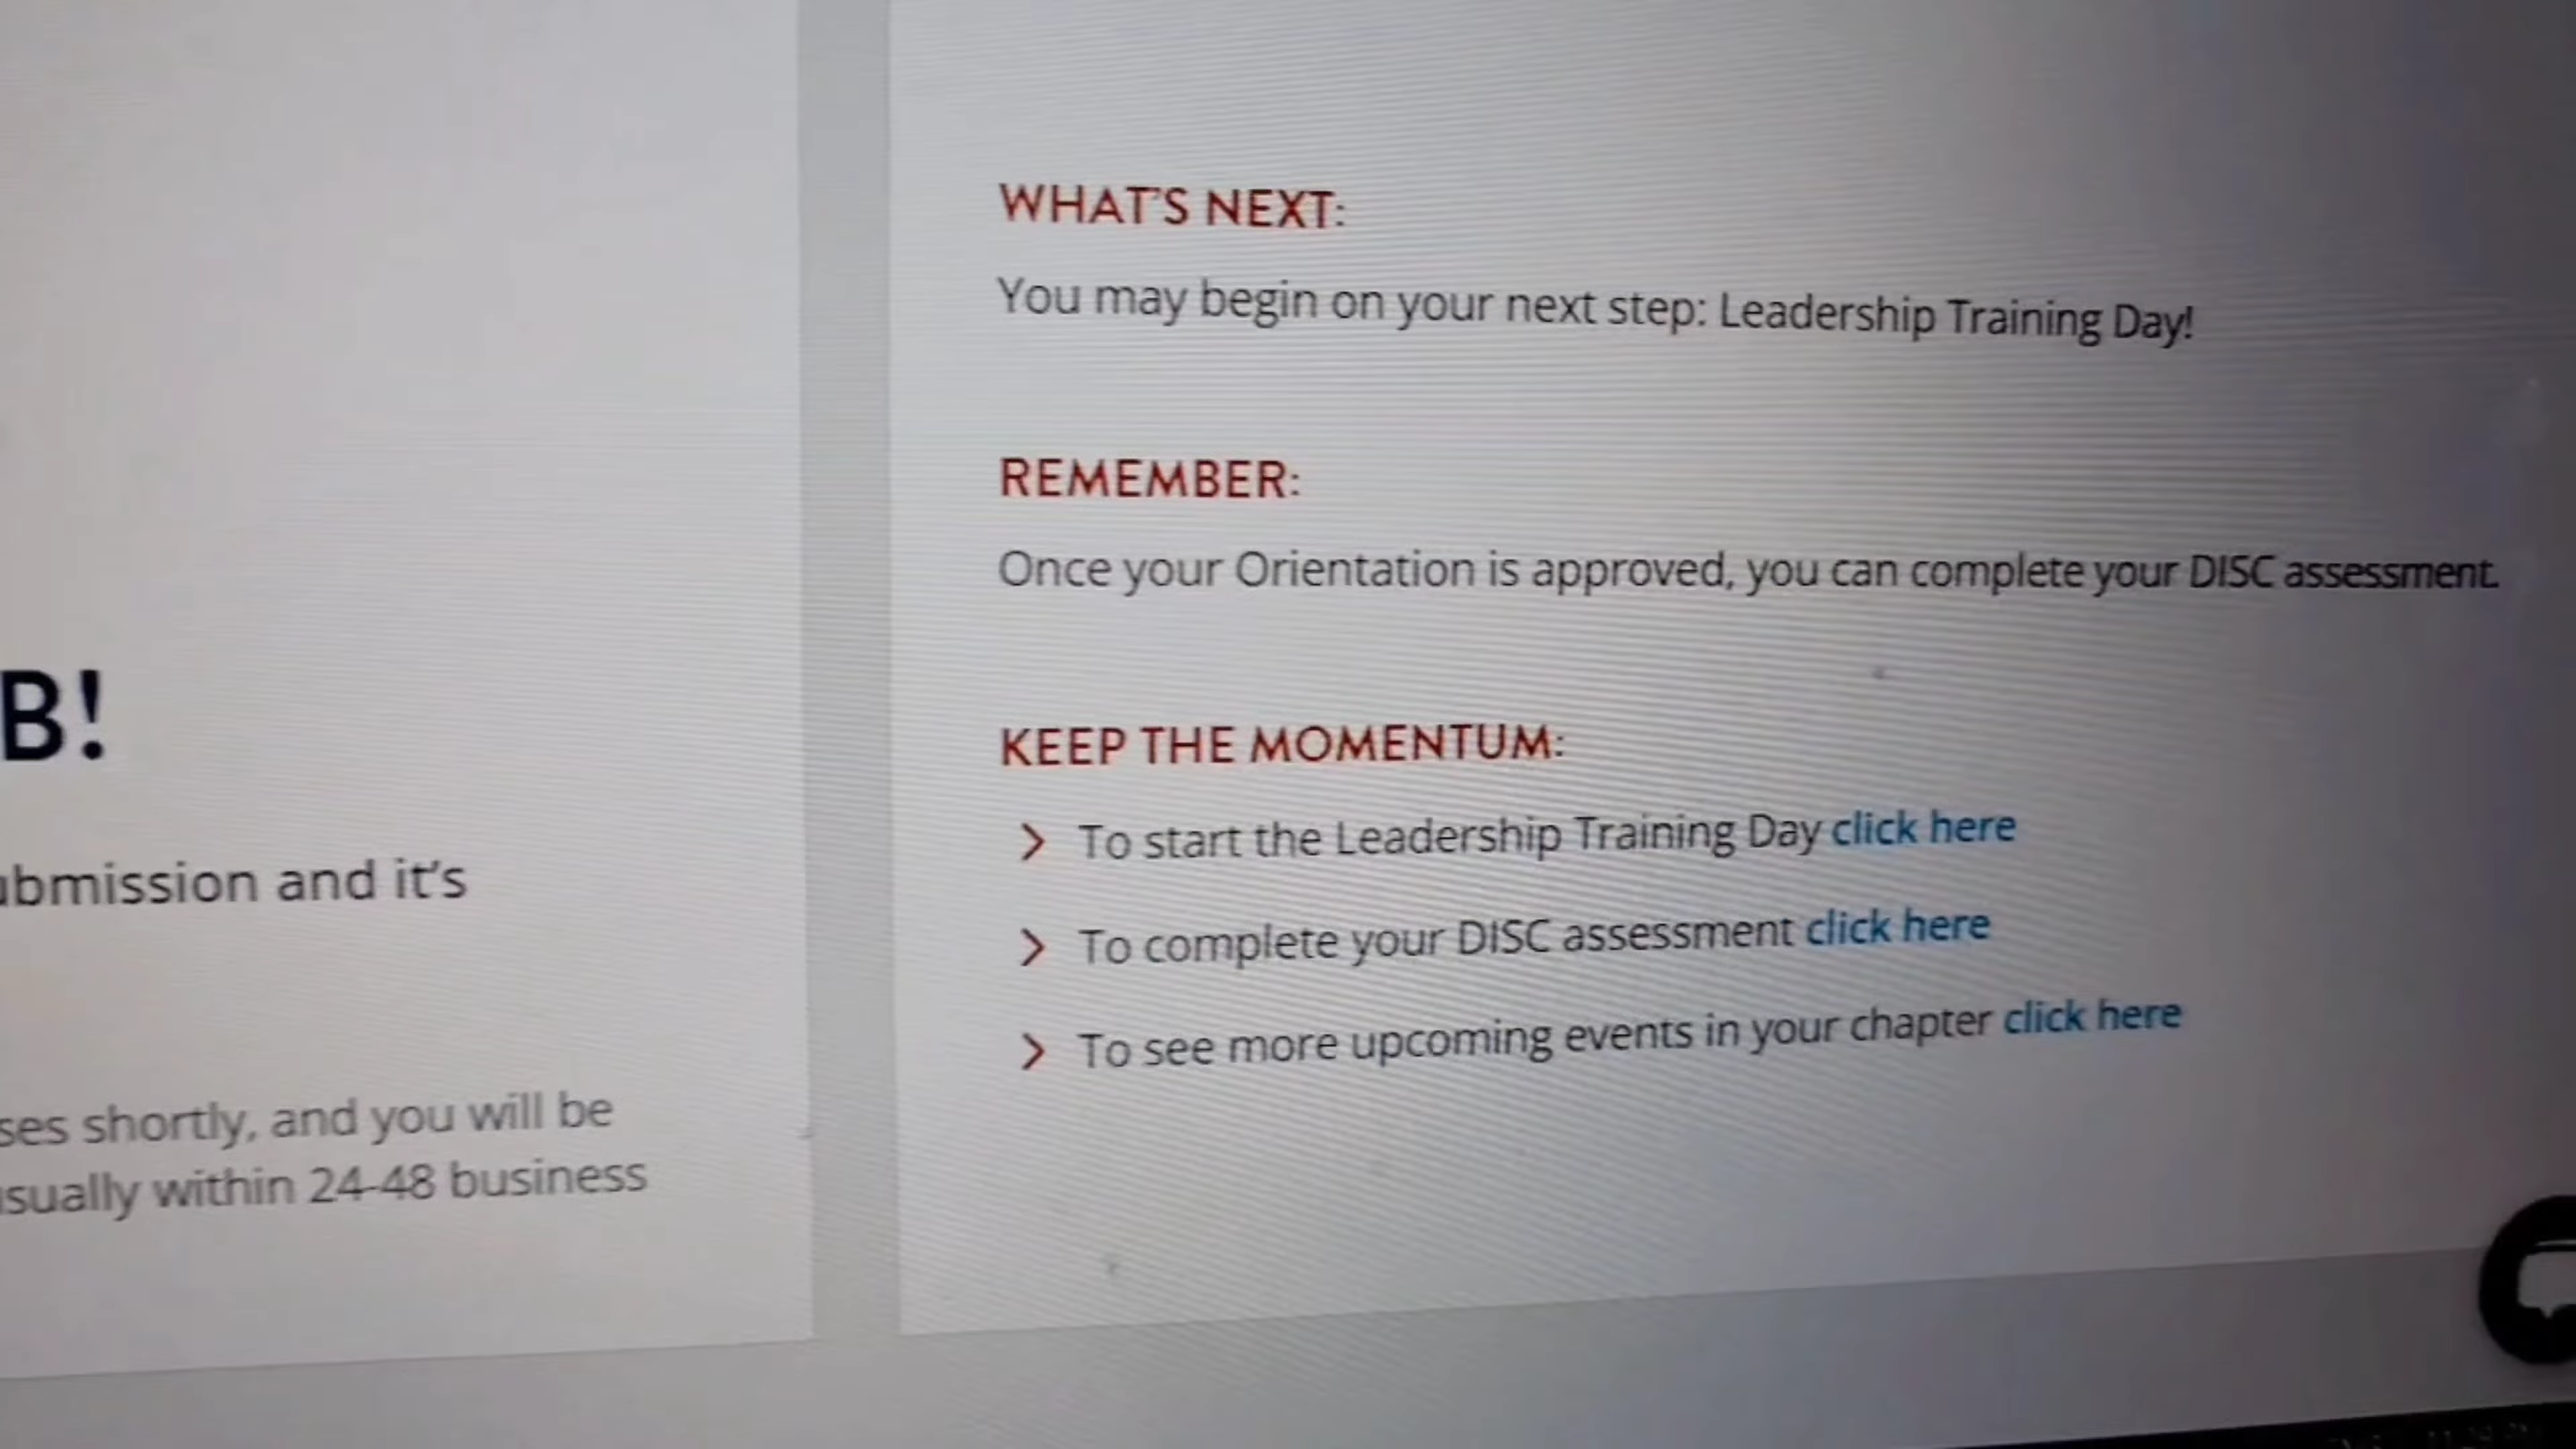 B!
submission and it's
shortly, and you will be
usually within 24-48 business
WHAT'S NEXT:
You may begin on your next step: Leadership Training Day!
REMEMBER:
Once your Orientation is approved, you can complete your DISC assessment.
KEEP THE MOMENTUM:
To start the Leadership Training Day click here
To complete your DISC assessment click here
To see more upcoming events in your chapter click here